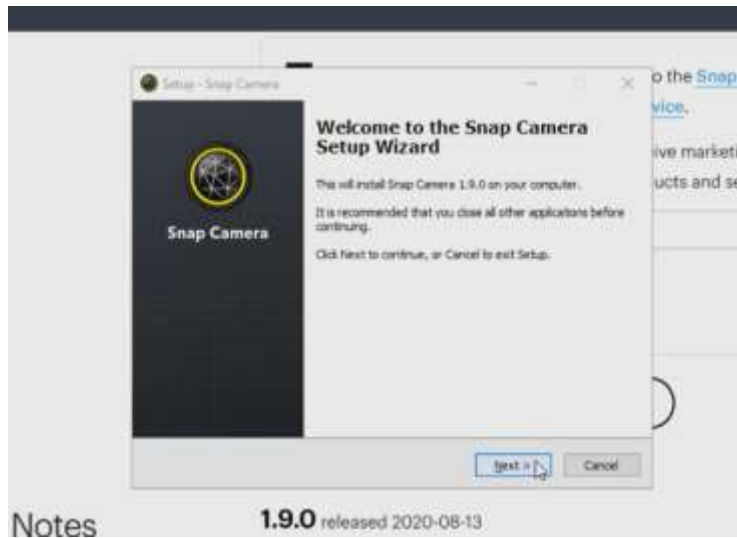 Setup - Snap Camera
o the Snap
vice.
Welcome to the Snap Camera
Setup Wizard
ive marketi
ucts and se
This will install Snap Camera 1.9.0 on your computer.
It is recommended that you close all other applications before
continuing.
Snap Camera
Click Next to continue, or Cancel to exit Setup.
Next >
Cancel
Notes
1.9.0 released 2020-08-13